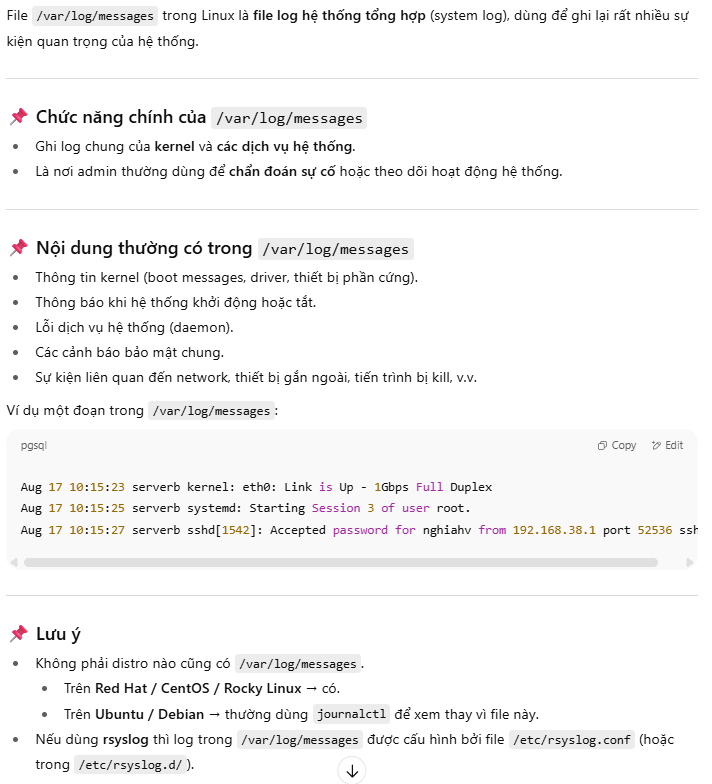 File /var/log/messages trong Linux là file log hệ thống tổng hợp (system log), dùng để ghi lại rất nhiều sự
kiện quan trọng của hệ thống.
📌 Chức năng chính của /var/log/messages
• Ghi log chung của kernel và các dịch vụ hệ thống.
• Là nơi admin thường dùng để chẩn đoán sự cố hoặc theo dõi hoạt động hệ thống.
📌 Nội dung thường có trong /var/log/messages
• Thông tin kernel (boot messages, driver, thiết bị phần cứng).
• Thông báo khi hệ thống khởi động hoặc tắt.
• Lỗi dịch vụ hệ thống (daemon).
• Các cảnh báo bảo mật chung.
• Sự kiện liên quan đến network, thiết bị gắn ngoài, tiến trình bị kill, v.v.
Ví dụ một đoạn trong /var/log/messages:
pgsql Copy Edit
Aug 17 10:15:23 serverb kernel: eth0: Link is Up - 1Gbps Full Duplex
Aug 17 10:15:25 serverb systemd: Starting Session 3 of user root.
Aug 17 10:15:27 serverb sshd[1542]: Accepted password for nghiahv from 192.168.38.1 port 52536 ssh
📌 Lưu ý
• Không phải distro nào cũng có /var/log/messages.
• Trên Red Hat / CentOS / Rocky Linux → có.
• Trên Ubuntu / Debian → thường dùng journalctl để xem thay vì file này.
• Nếu dùng rsyslog thì log trong /var/log/messages được cấu hình bởi file /etc/rsyslog.conf (hoặc
trong /etc/rsyslog.d/).